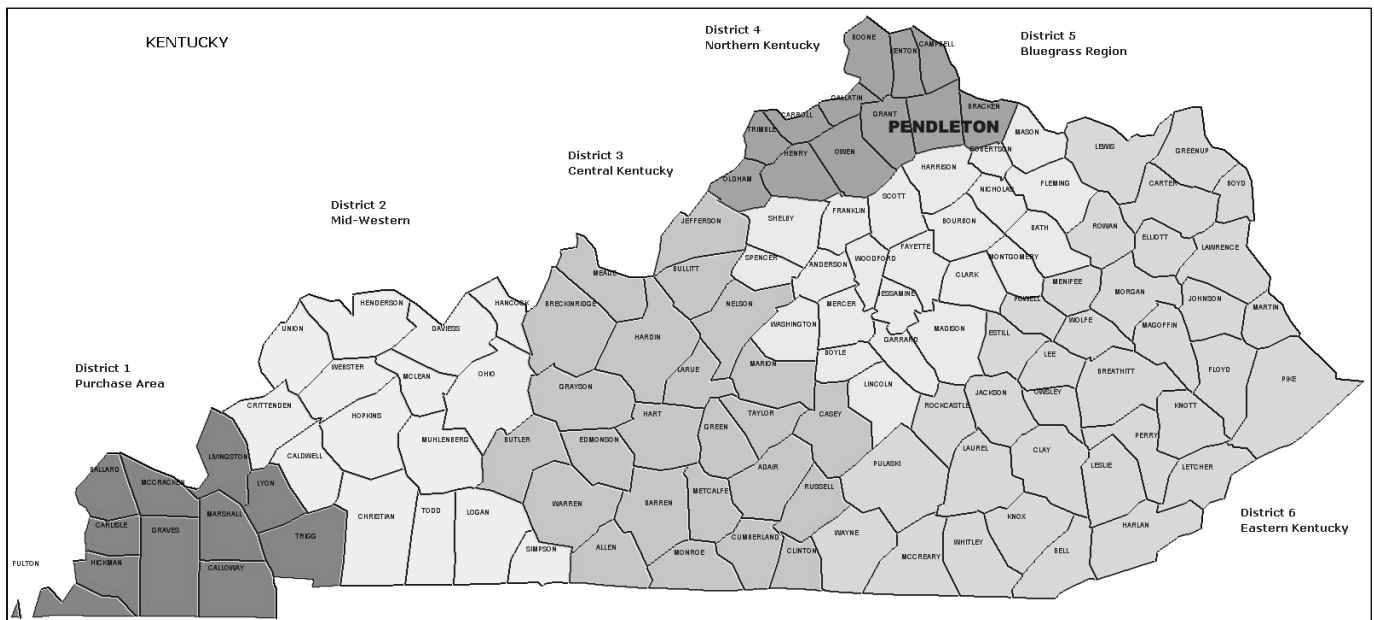 KENTUCKY
District 4
Northern Kentucky
District 5
Bluegrass Region
District 3
Central Kentucky
District 2
Mid-Western
District 1
Purchase Area
District 6
Eastern Kentucky
BOONE
KENTON
CAMPBELL
GALLATIN
CARROLL
GRANT
BRACKEN
PENDLETON
TRIMBLE
HENRY
OWEN
OLDHAM
MASON
ROBERTSON
LEWIS
GREENUP
HARRISON
NICHOLAS
FLEMING
CARTER
BOYD
SCOTT
JEFFERSON
SHELBY
FRANKLIN
BOURBON
BATH
ROWAN
ELLIOTT
LAWRENCE
SPENCER
ANDERSON
WOODFORD
FAYETTE
MONTGOMERY
BULLITT
CLARK
MENIFEE
MORGAN
JOHNSON
MARTIN
MEADE
BRECKINRIDGE
NELSON
MERCER
JESSAMINE
POWELL
HANCOCK
HENDERSON
DAVIESS
UNION
HARDIN
WASHINGTON
MADISON
ESTILL
WOLFE
MAGOFFIN
GARRARD
BOYLE
LEE
WEBSTER
MCLEAN
OHIO
LARUE
MARION
BREATHITT
FLOYD
PIKE
GRAYSON
LINCOLN
CRITTENDEN
HOPKINS
HART
TAYLOR
CASEY
ROCKCASTLE
JACKSON
OWSLEY
KNOTT
MUHLENBERG
BUTLER
EDMONSON
GREEN
PERRY
LIVINGSTON
CALDWELL
ADAIR
PULASKI
LAUREL
CLAY
LESLIE
LETCHER
BALLARD
MCCRACKEN
LYON
RUSSELL
METCALFE
BARREN
WARREN
CARLISLE
GRAVES
MARSHALL
CHRISTIAN
TODD
LOGAN
KNOX
HARLAN
TRIGG
CUMBERLAND
WAYNE
WHITLEY
SIMPSON
ALLEN
MONROE
CLINTON
MCCREARY
BELL
FULTON
HICKMAN
CALLOWAY